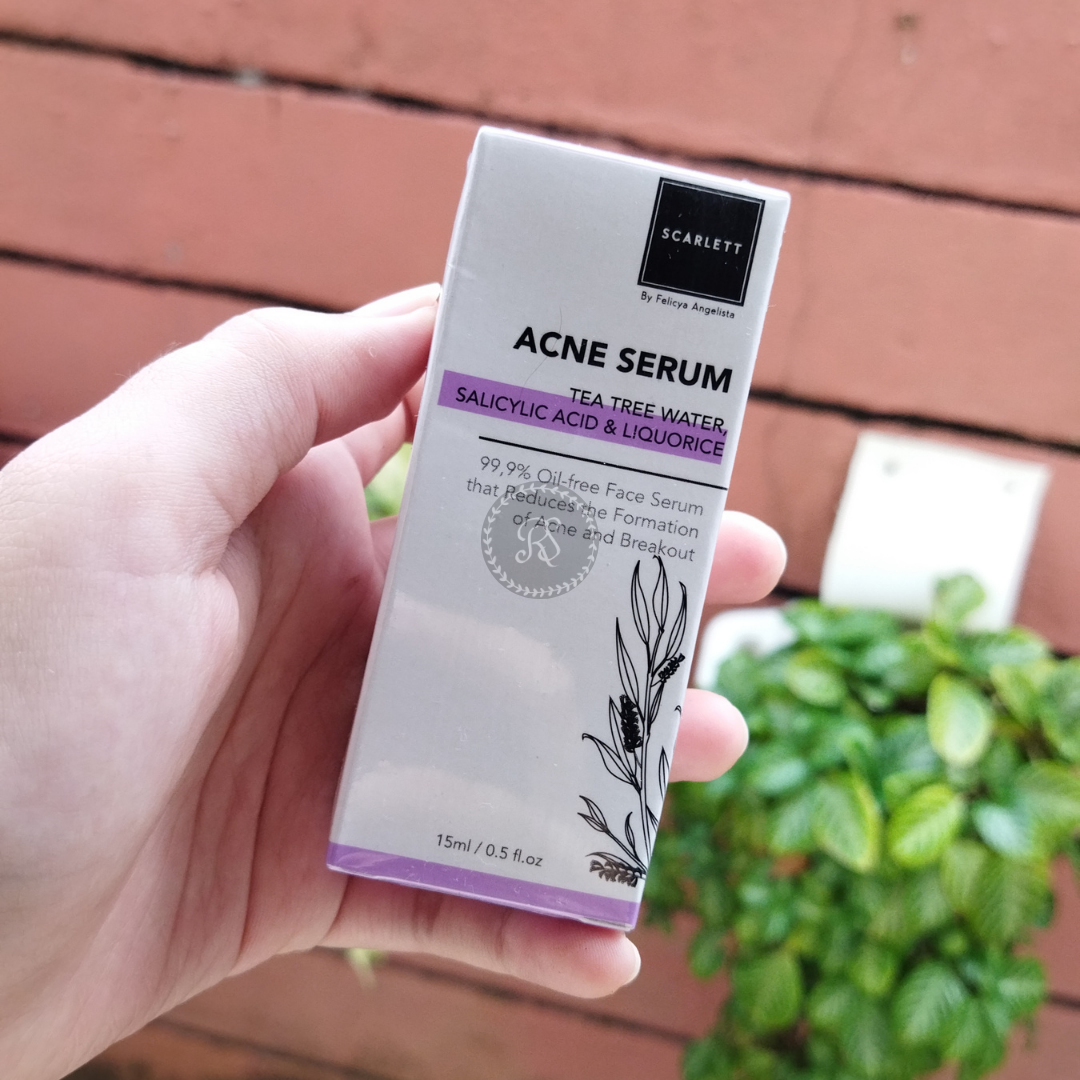 SCARLETT
By Felicya Angelista
ACNE SERUM
TEA TREE WATER,
SALICYLIC ACID & LIQUORICE
99,9% Oil-free Face Serum
that Reduces the Formation
of Acne and Breakout
RS
15ml / 0.5 fl.oz